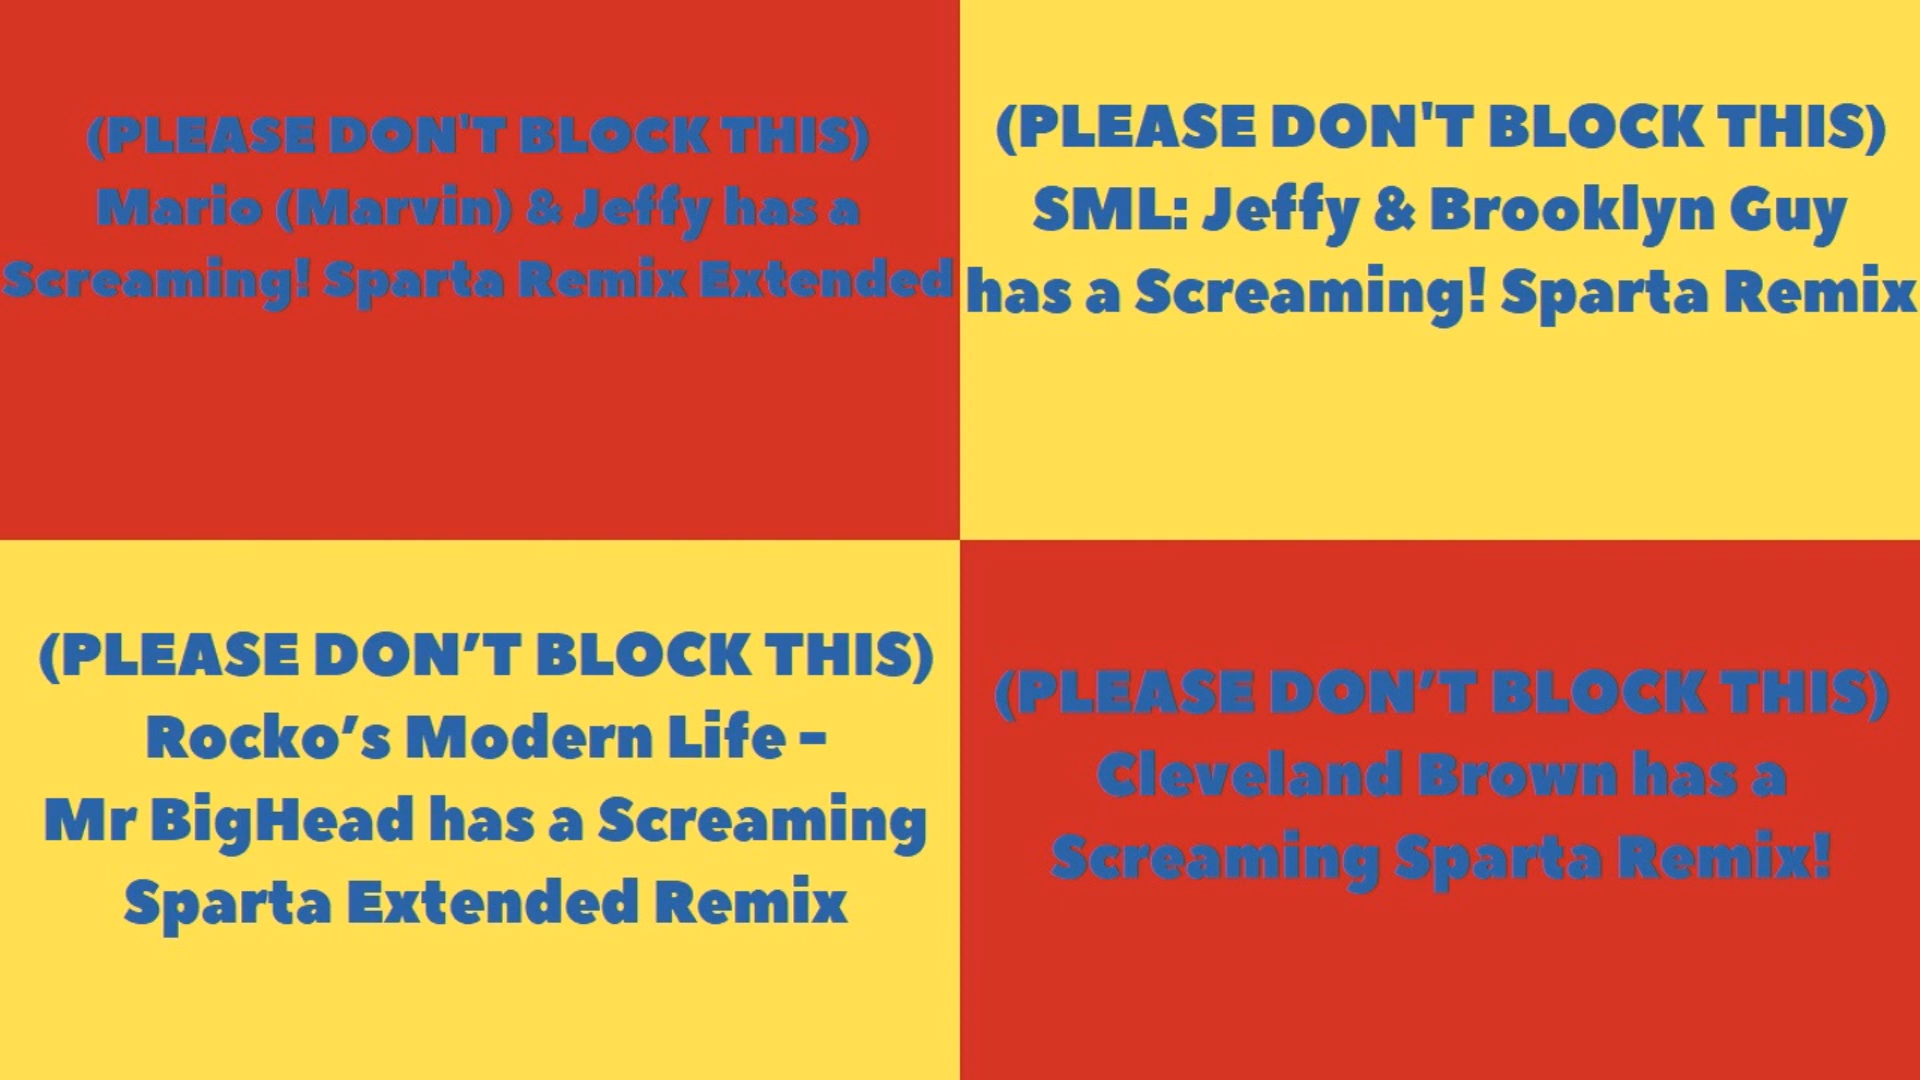 (PLEASE DON'T BLOCK THIS)
Mario (Marvin) & Jeffy has a
Screaming! Sparta Remix Extended
(PLEASE DON'T BLOCK THIS)
SML: Jeffy & Brooklyn Guy
has a Screaming! Sparta Remix
(PLEASE DON’T BLOCK THIS)
Rocko’s Modern Life -
Mr BigHead has a Screaming
Sparta Extended Remix
(PLEASE DON’T BLOCK THIS)
Cleveland Brown has a
Screaming Sparta Remix!